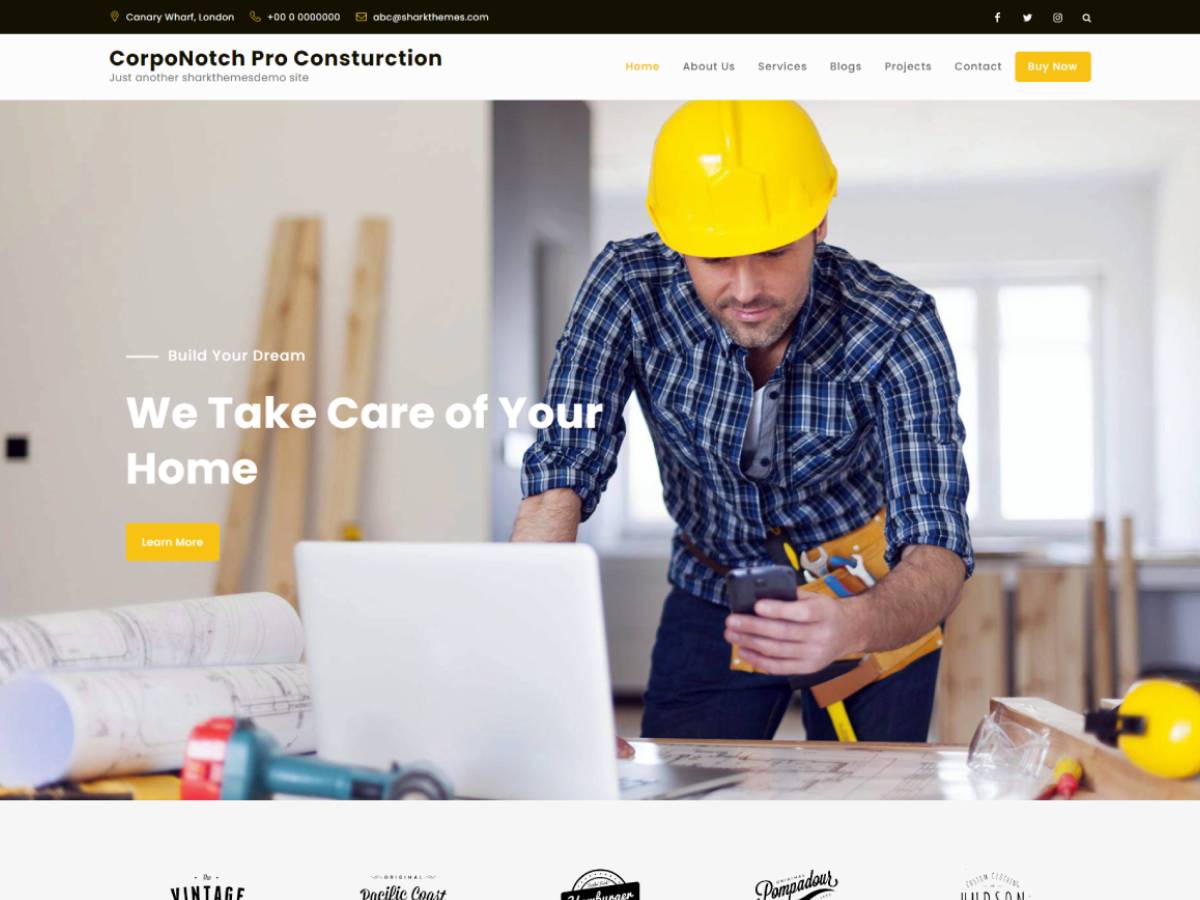 Canary Wharf, London +00 0 0000000 abc@sharkthemes.com
CorpoNotch Pro Consturction
Just another sharkthemesdemo site
Home About Us Services Blogs Projects Contact Buy Now
Build Your Dream
We Take Care of Your
Home
Learn More
The
VINTAGE
ORIGINAL
Pacific Coast
Hamburger
ORIGINAL
Pompadour
CUSTOM CLOTHING
HUDSON